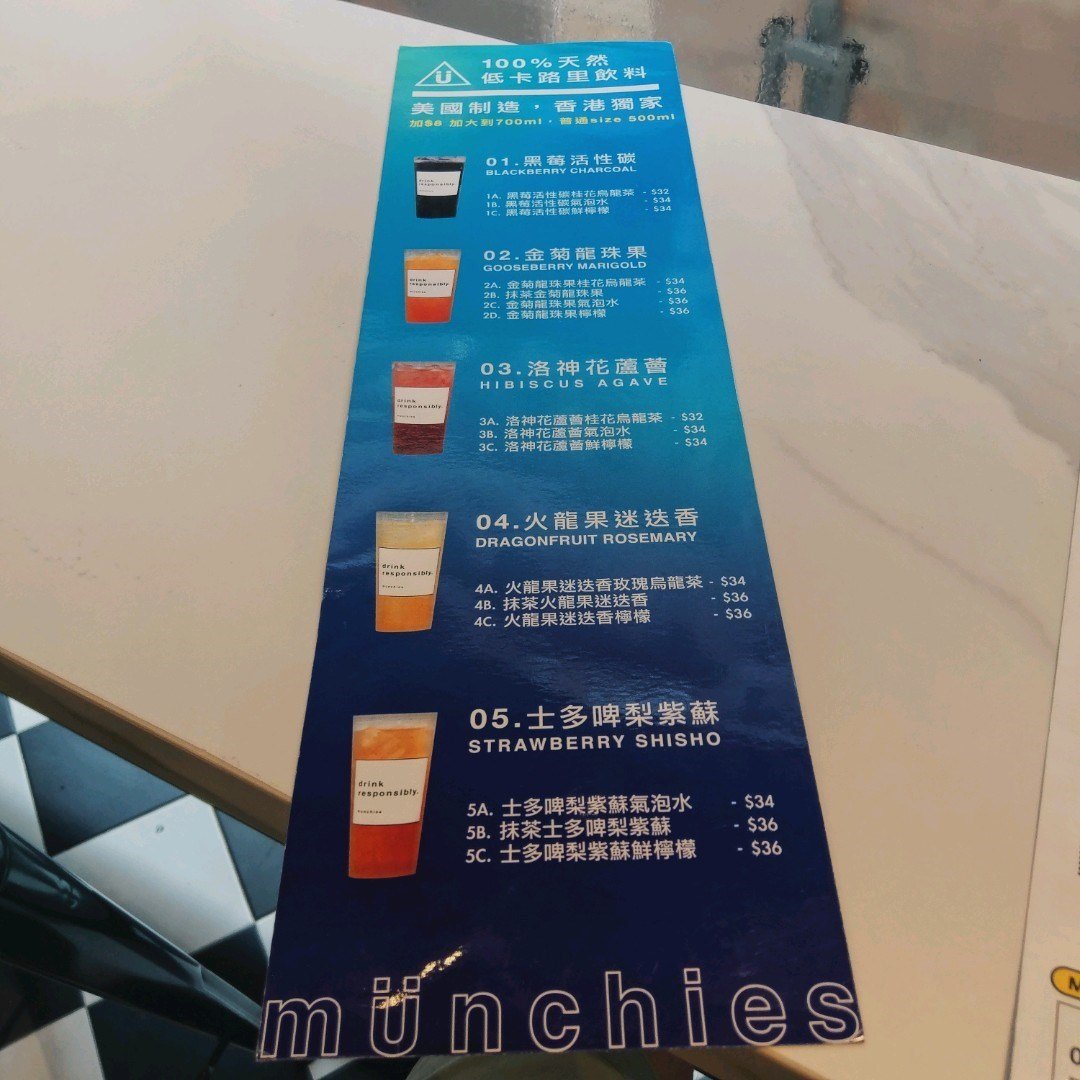 Ü
100%天然
低卡路里飲料
美國制造，香港獨家
加$8 加大到700ml，普通size 500ml
01.黑莓活性碳
BLACKBERRY CHARCOAL
1A. 黑莓活性碳桂花烏龍茶 - $32
1B. 黑莓活性碳氣泡水 - $34
1C. 黑莓活性碳鮮檸檬 - $34
drink
responsibly.
02.金菊龍珠果
GOOSEBERRY MARIGOLD
2A. 金菊龍珠果桂花烏龍茶 - $34
2B. 抹茶金菊龍珠果 - $36
2C. 金菊龍珠果氣泡水 - $36
2D. 金菊龍珠果檸檬 - $36
drink
responsibly.
03.洛神花蘆薈
HIBISCUS AGAVE
3A. 洛神花蘆薈桂花烏龍茶 - $32
3B. 洛神花蘆薈氣泡水 - $34
3C. 洛神花蘆薈鮮檸檬 - $34
drink
responsibly.
04.火龍果迷迭香
DRAGONFRUIT ROSEMARY
4A. 火龍果迷迭香玫瑰烏龍茶 - $34
4B. 抹茶火龍果迷迭香 - $36
4C. 火龍果迷迭香檸檬 - $36
drink
responsibly.
05.士多啤梨紫蘇
STRAWBERRY SHISHO
5A. 士多啤梨紫蘇氣泡水 - $34
5B. 抹茶士多啤梨紫蘇 - $36
5C. 士多啤梨紫蘇鮮檸檬 - $36
drink
responsibly.
münchies